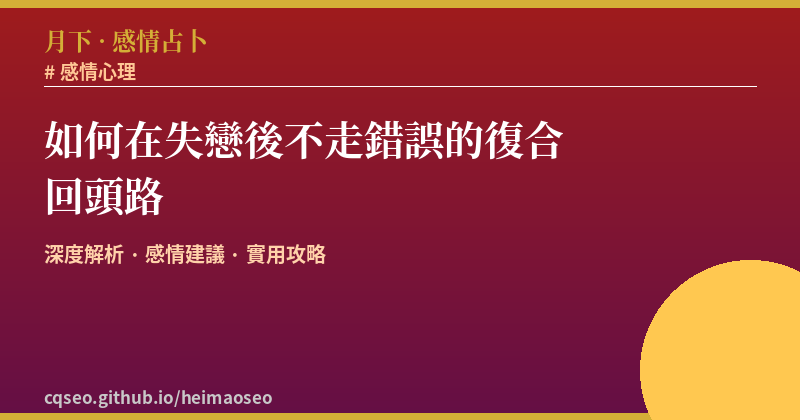 月下·感情占卜
# 感情心理
如何在失戀後不走錯誤的復合
回頭路
深度解析·感情建議·實用攻略
cqseo.github.io/heimaoseo